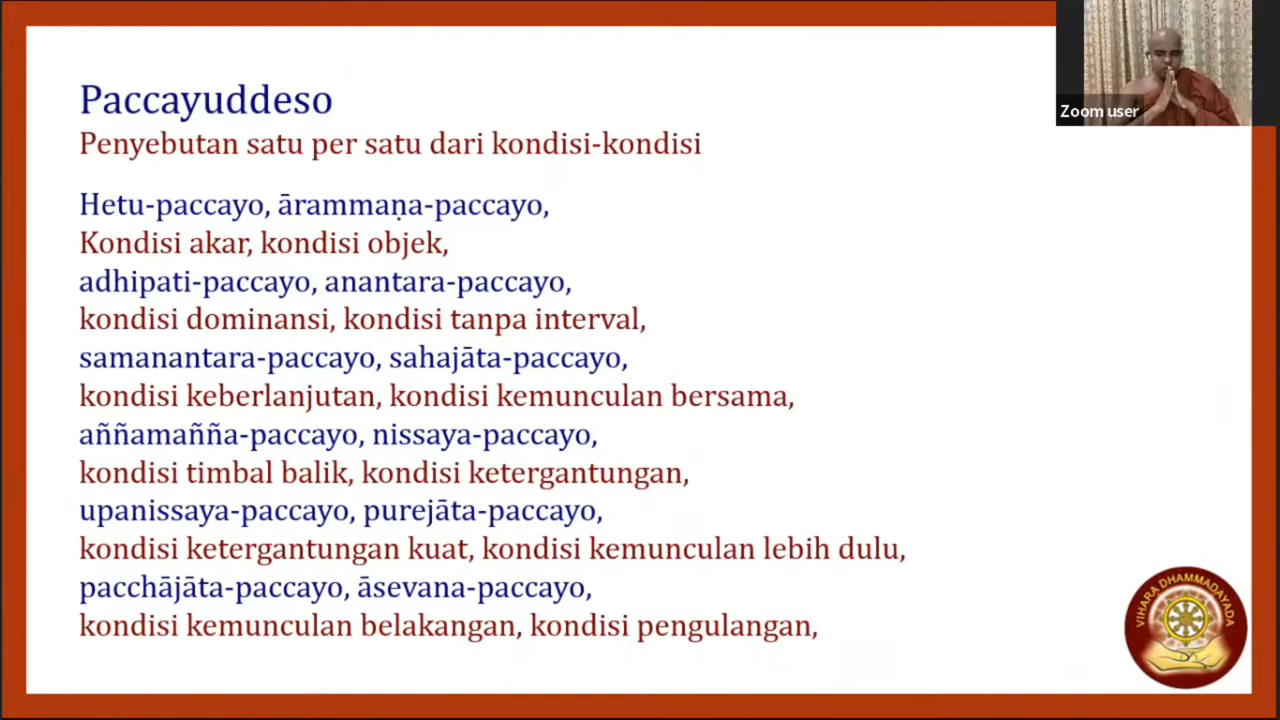 Paccayuddeso
Penyebutan satu per satu dari kondisi-kondisi
Hetu-paccayo, ārammaṇa-paccayo,
Kondisi akar, kondisi objek,
adhipati-paccayo, anantara-paccayo,
kondisi dominansi, kondisi tanpa interval,
samanantara-paccayo, sahajāta-paccayo,
kondisi keberlanjutan, kondisi kemunculan bersama,
aññamañña-paccayo, nissaya-paccayo,
kondisi timbal balik, kondisi ketergantungan,
upanissaya-paccayo, purejāta-paccayo,
kondisi ketergantungan kuat, kondisi kemunculan lebih dulu,
pacchājāta-paccayo, āsevana-paccayo,
kondisi kemunculan belakangan, kondisi pengulangan,
Zoom user
VIHARA DHAMMADAYADA